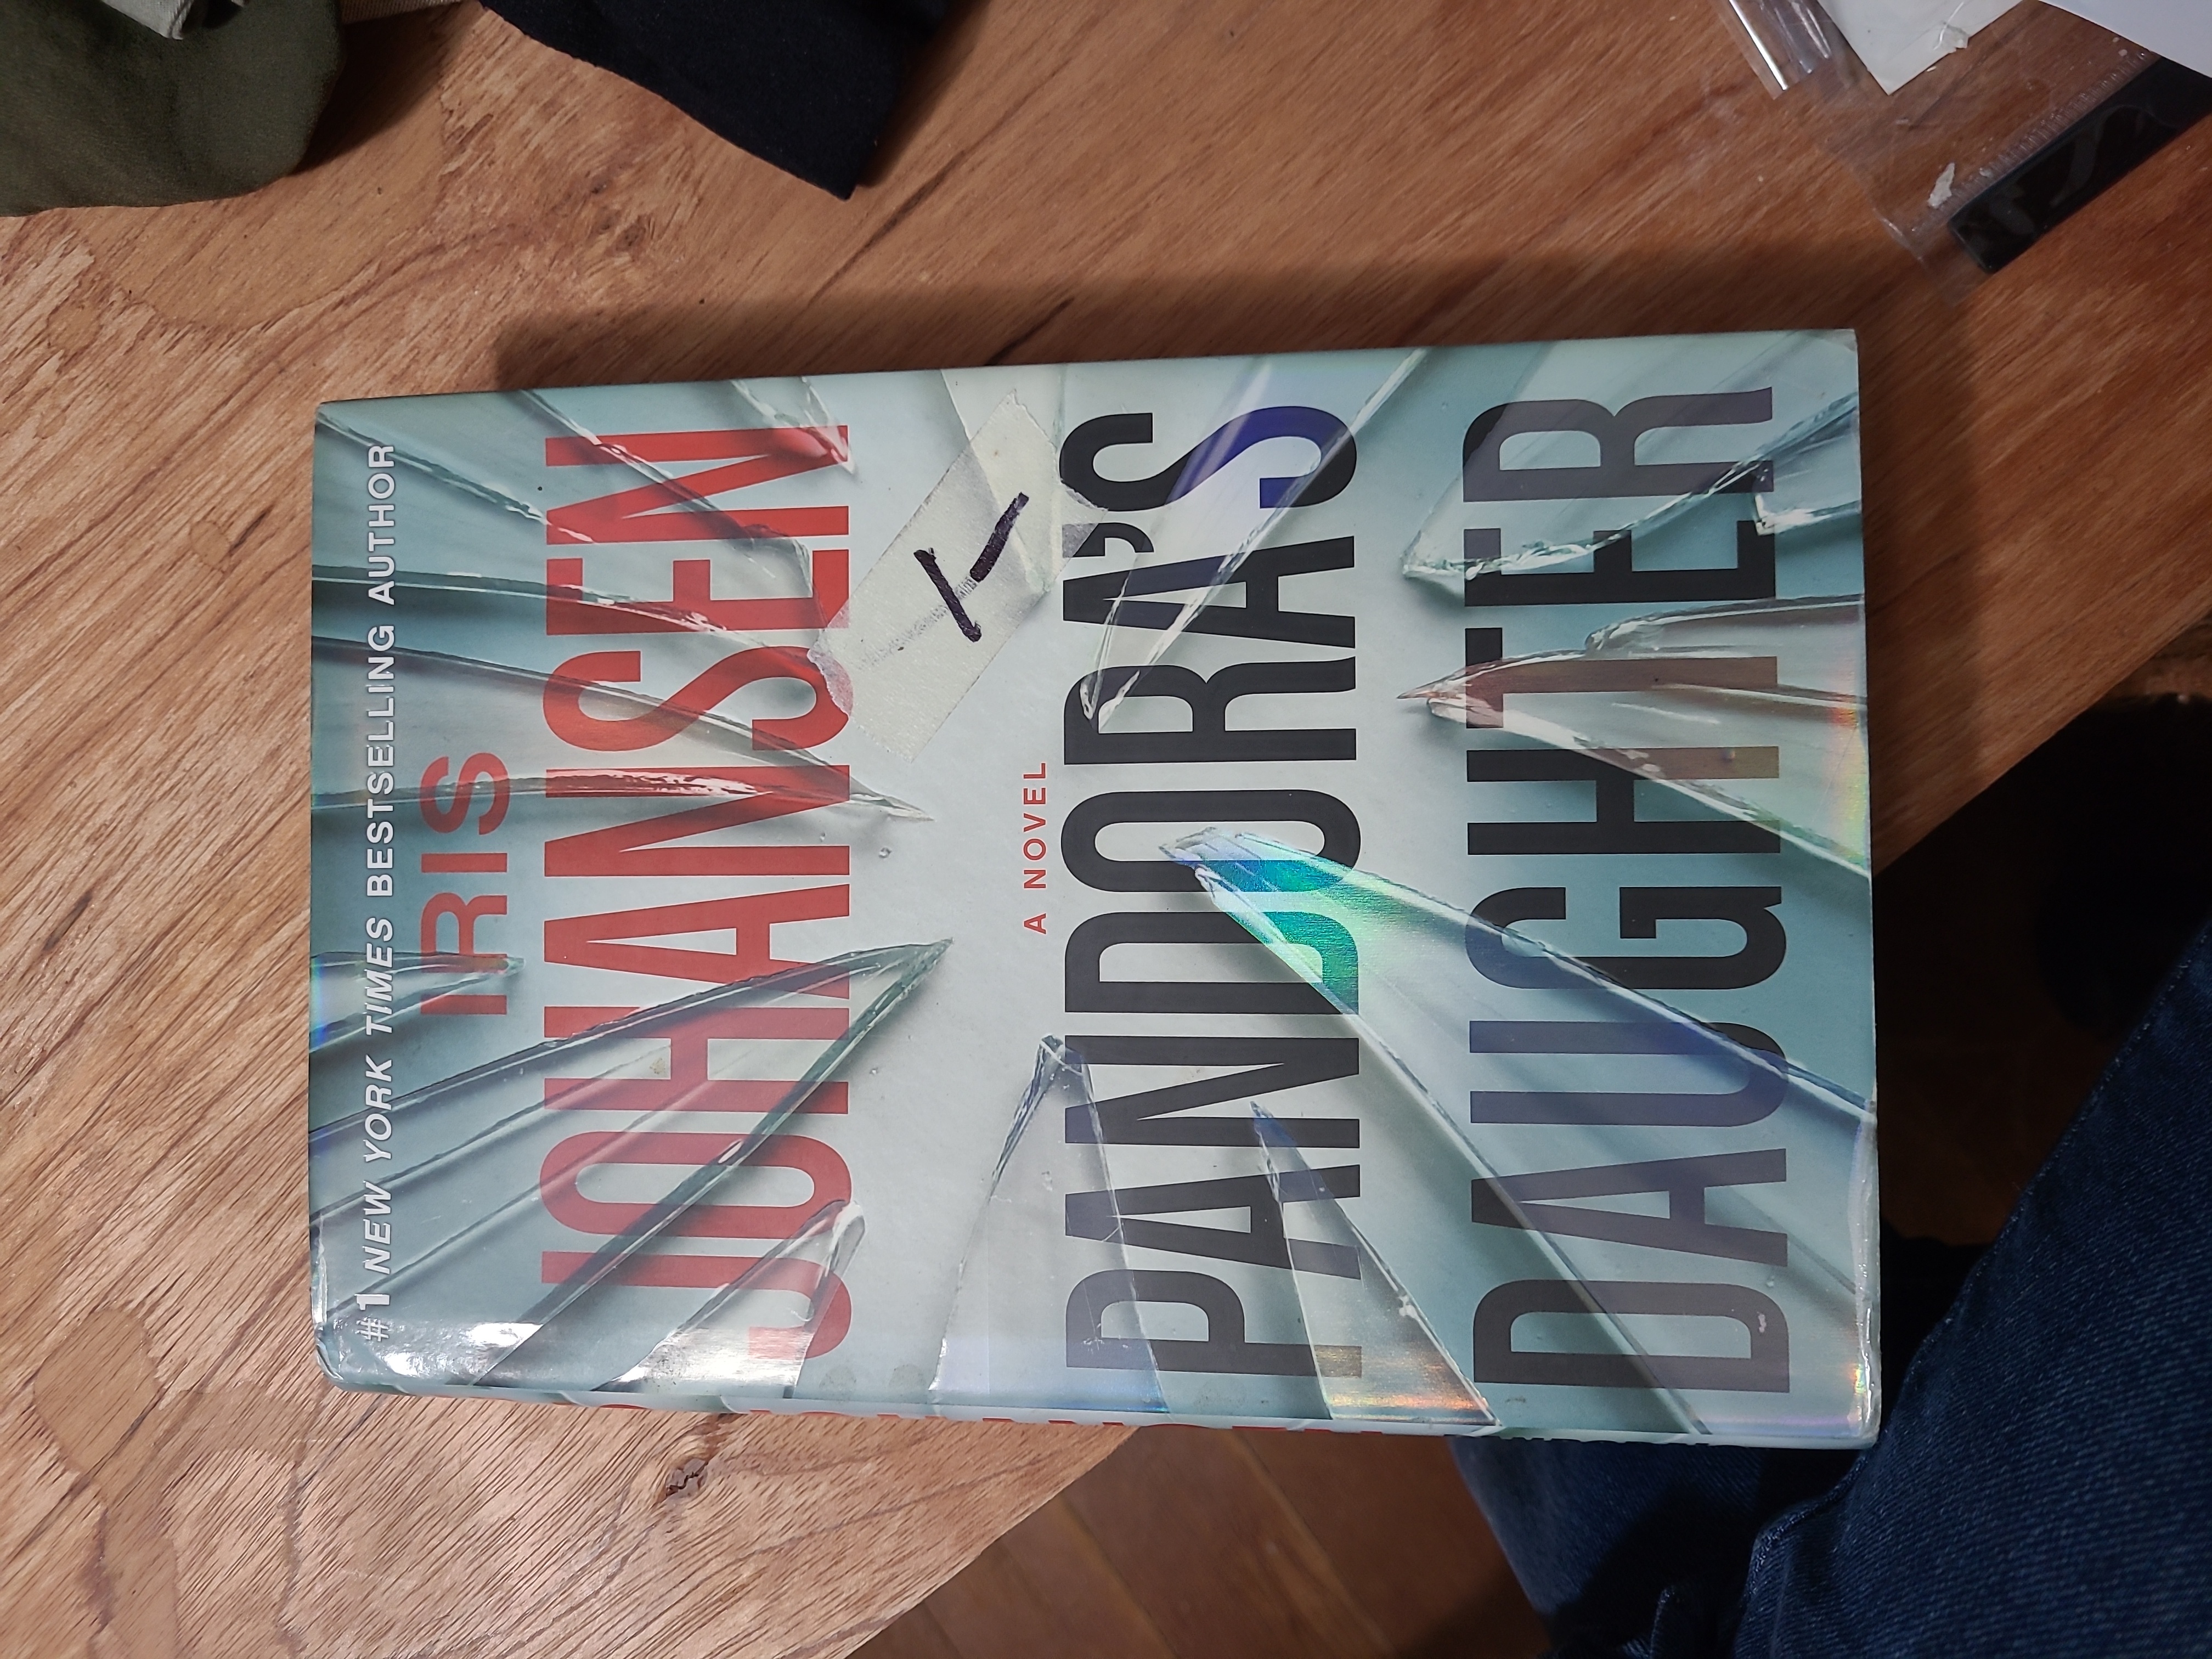 #1 NEW YORK TIMES BESTSELLING AUTHOR
IRIS
JOHANSEN
A NOVEL
PANDORA'S
DAUGHTER